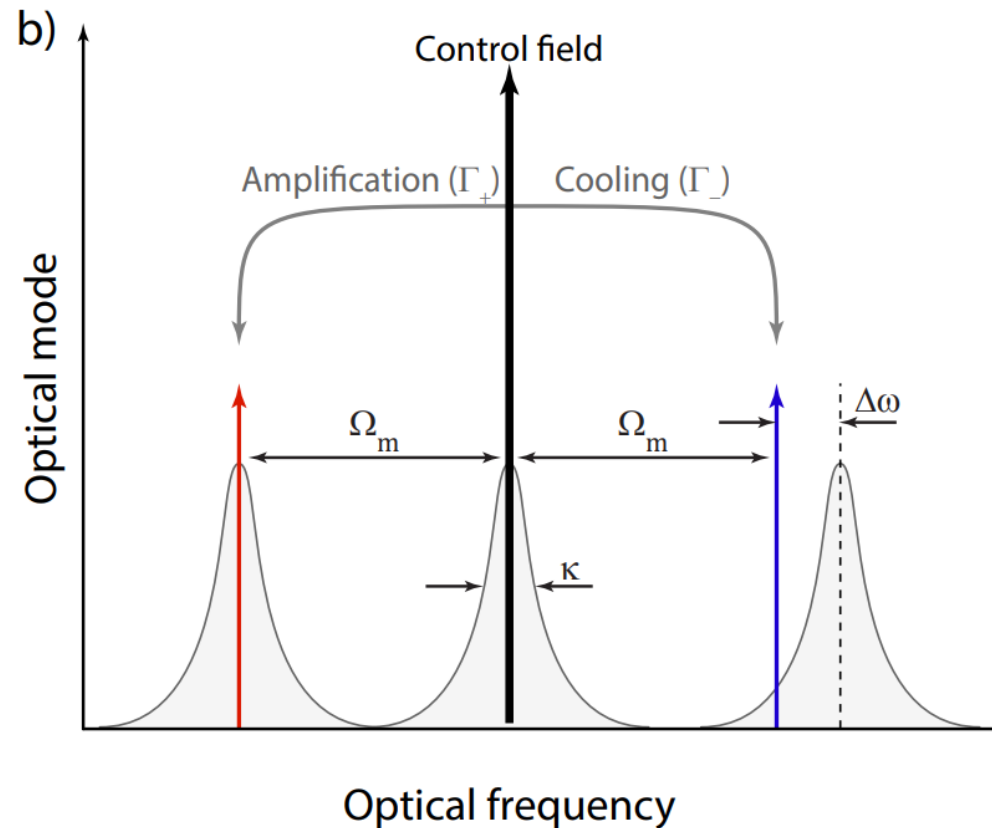 b)
Control field
Amplification (Γ₊) Cooling (Γ₋)
Optical mode
Δω
Ωₘ Ωₘ
κ
Optical frequency